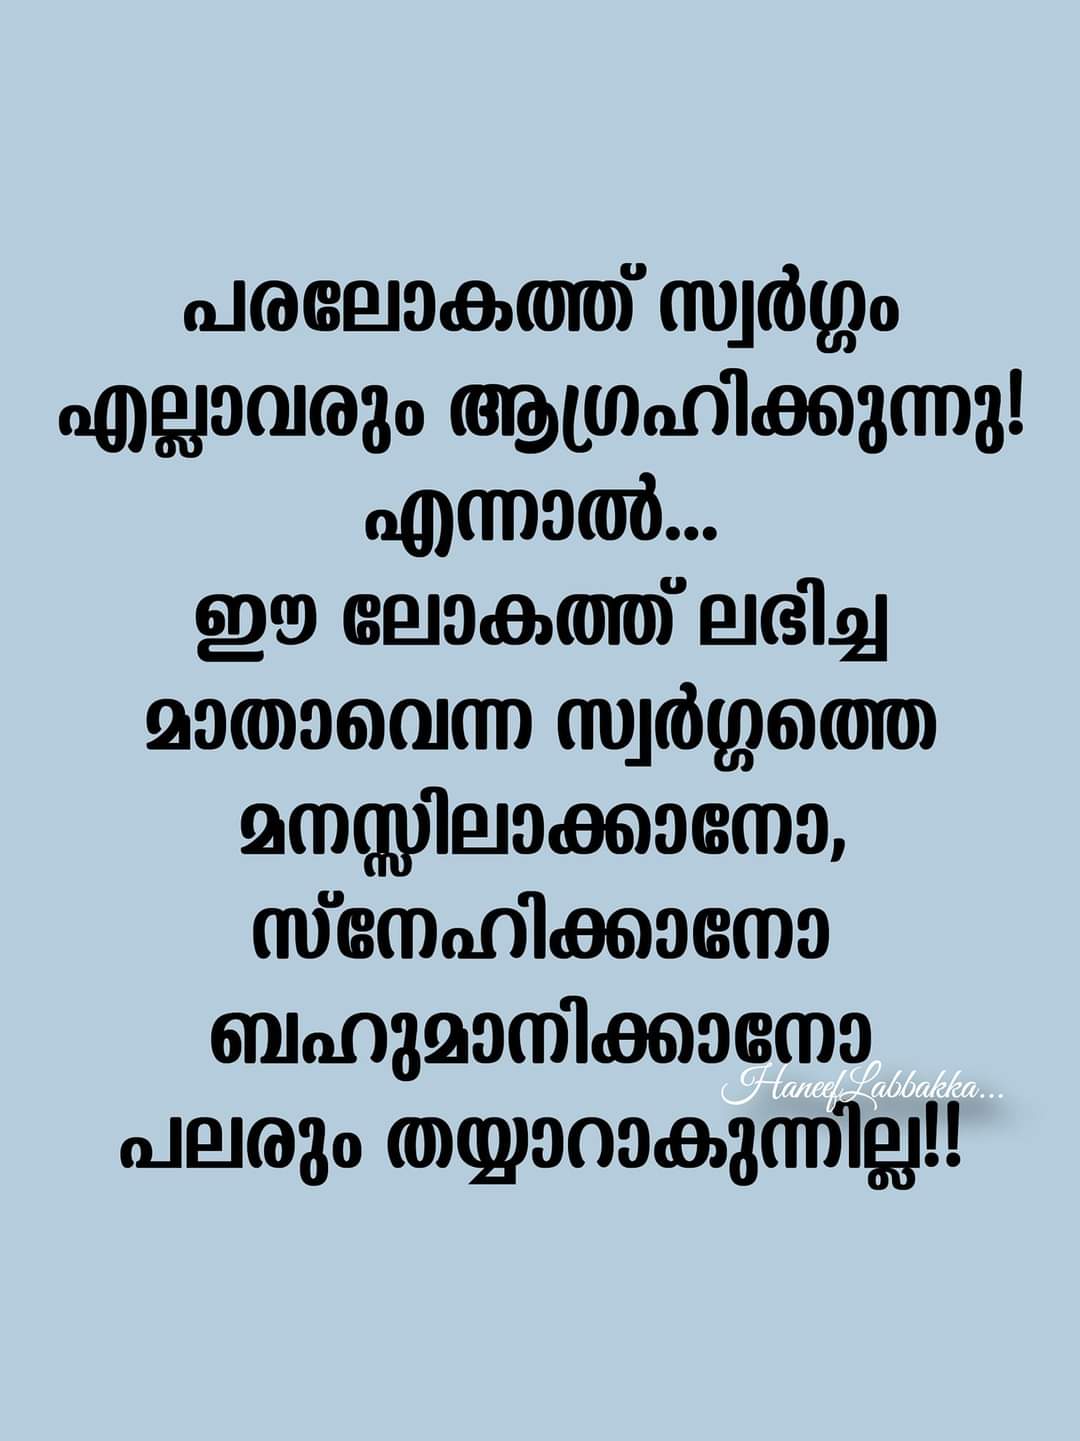 പരലോകത്ത് സ്വർഗ്ഗം
എല്ലാവരും ആഗ്രഹിക്കുന്നു!
എന്നാൽ...
ഈ ലോകത്ത് ലഭിച്ച
മാതാവെന്ന സ്വർഗ്ഗത്തെ
മനസ്സിലാക്കാനോ,
സ്നേഹിക്കാനോ
ബഹുമാനിക്കാനോ
HaneefLabbakka...
പലരും തയ്യാറാകുന്നില്ല!!